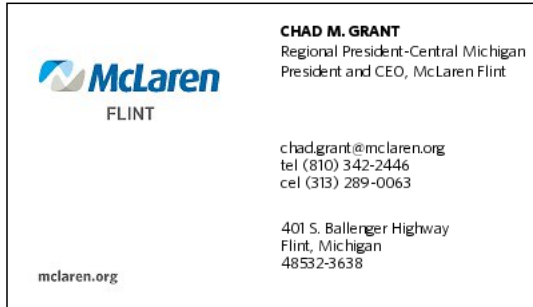 McLaren
FLINT
mclaren.org
CHAD M. GRANT
Regional President-Central Michigan
President and CEO, McLaren Flint
chad.grant@mclaren.org
tel (810) 342-2446
cel (313) 289-0063
401 S. Ballenger Highway
Flint, Michigan
48532-3638